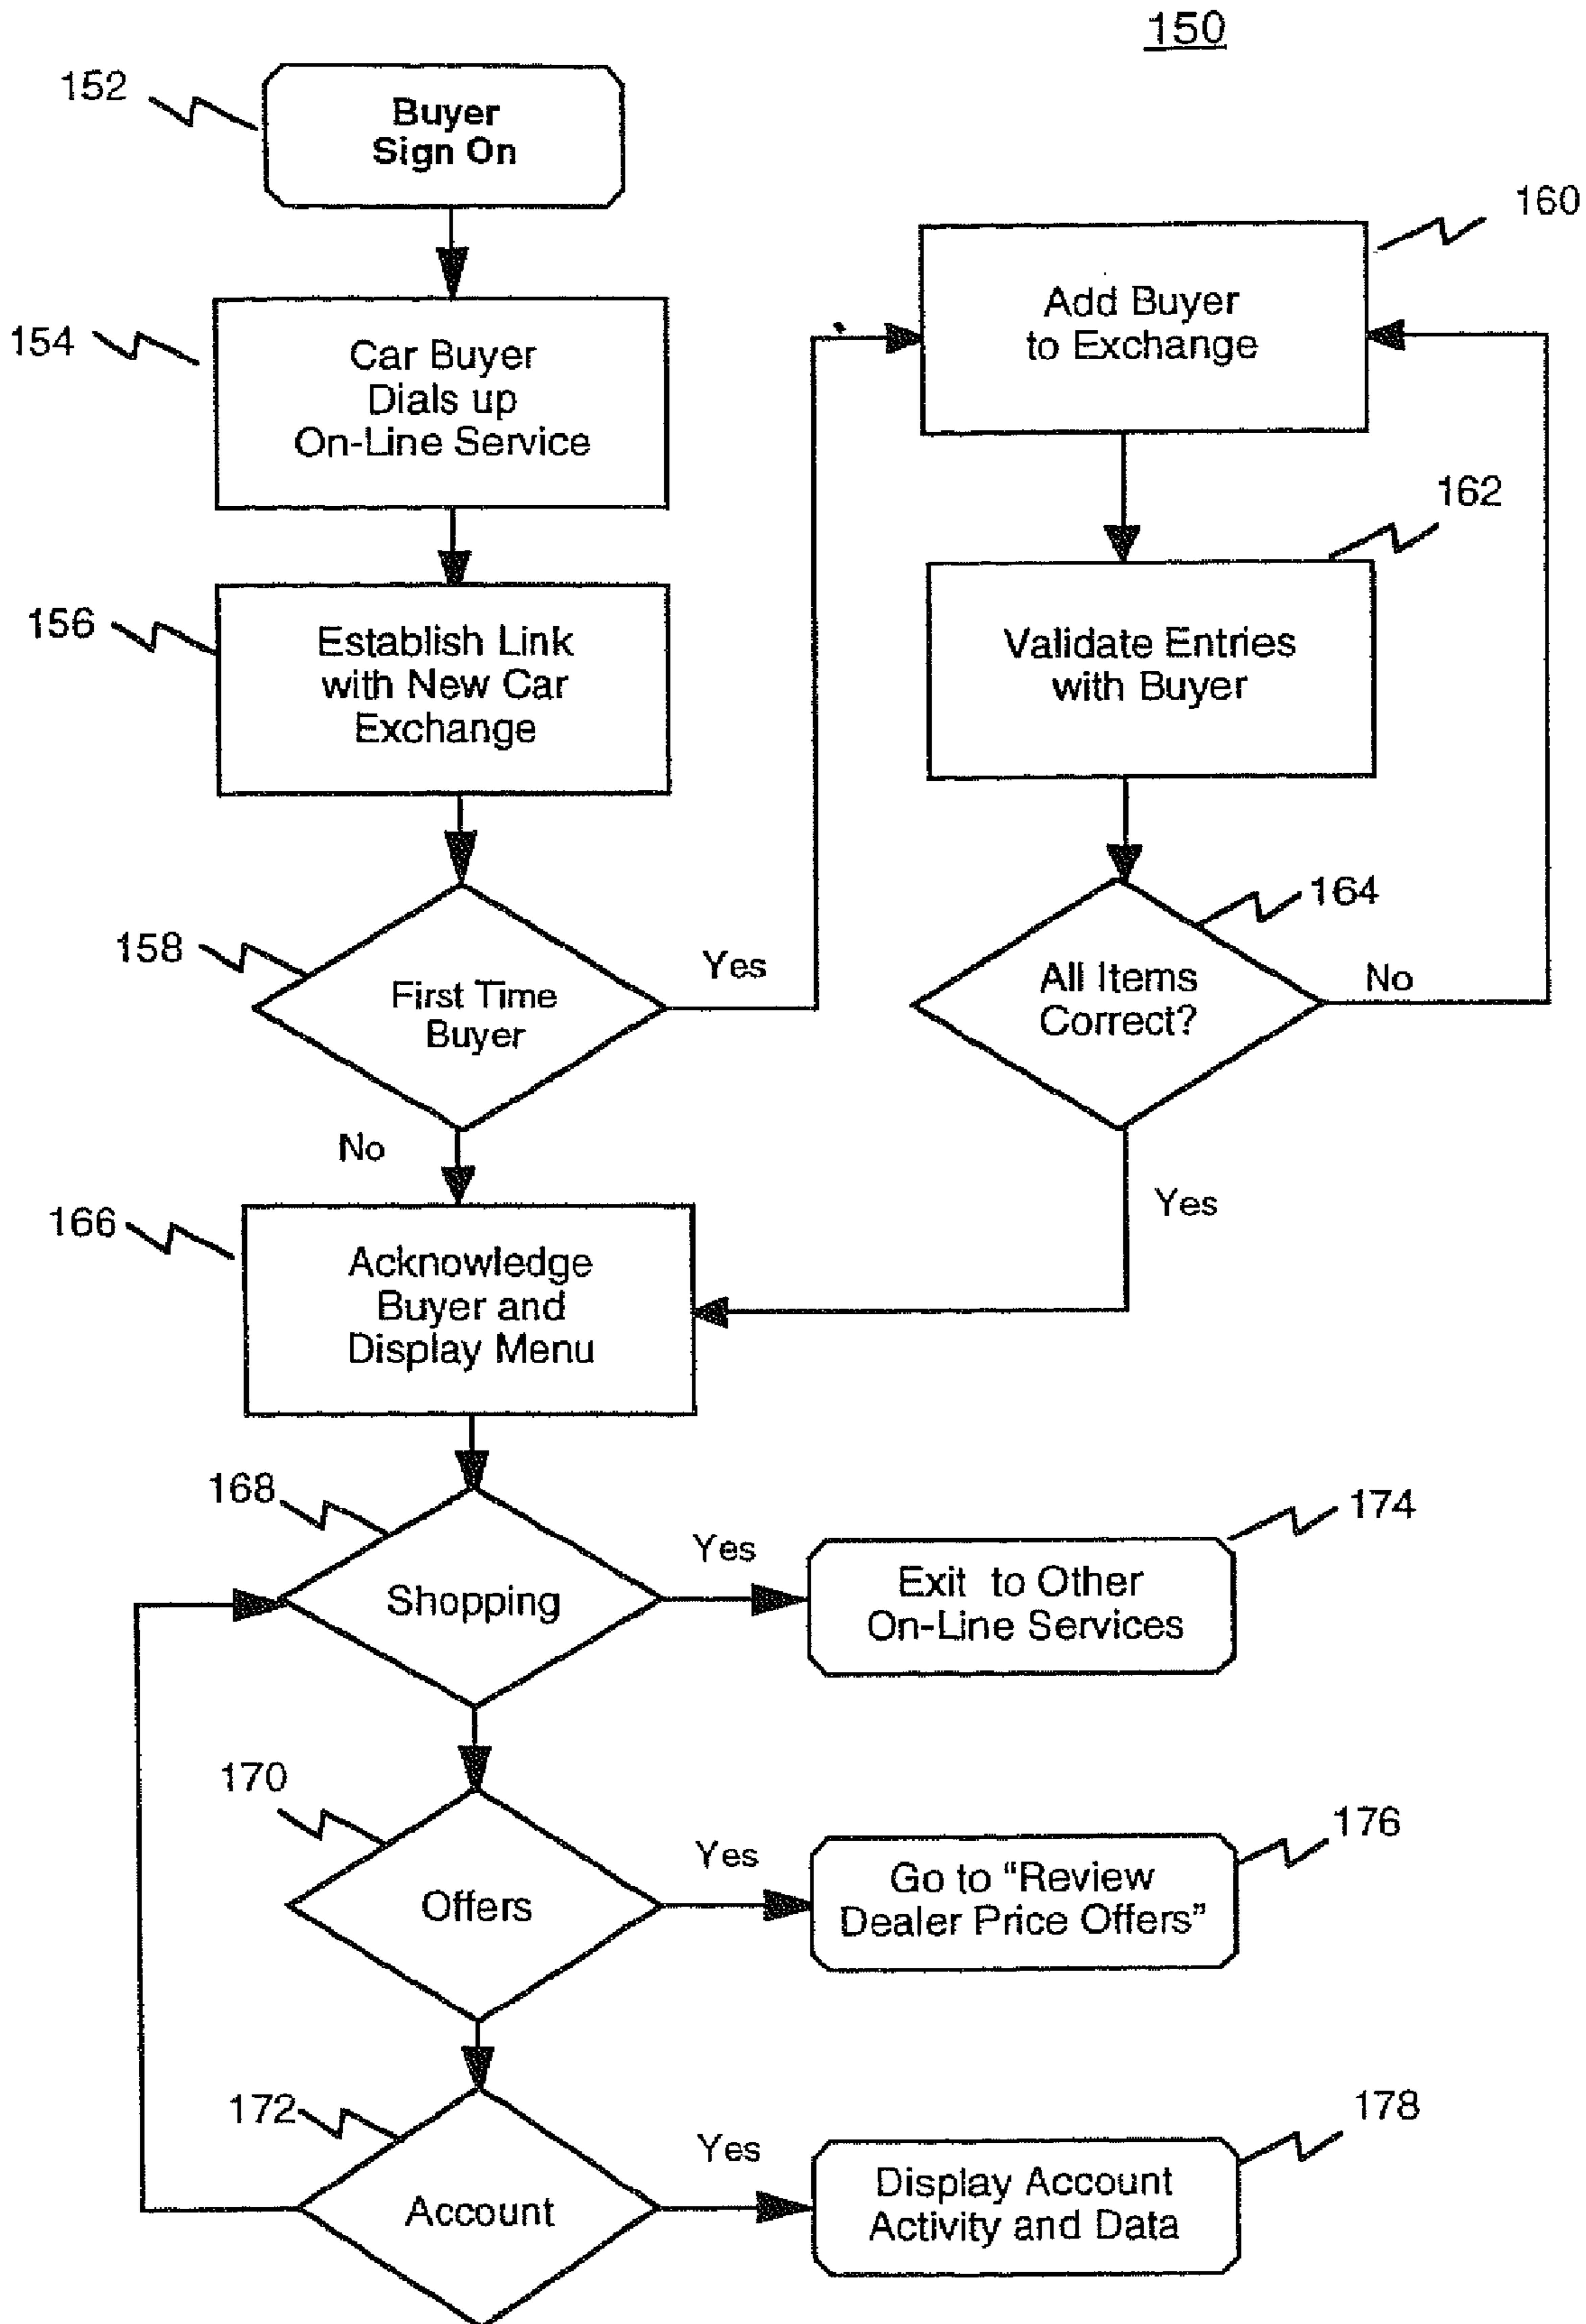 150
152
Buyer
Sign On
154
Car Buyer
Dials up
On-Line Service
156
Establish Link
with New Car
Exchange
158
First Time
Buyer
Yes
No
160
Add Buyer
to Exchange
162
Validate Entries
with Buyer
164
All Items
Correct?
No
Yes
166
Acknowledge
Buyer and
Display Menu
168
Shopping
Yes
174
Exit to Other
On-Line Services
170
Offers
Yes
176
Go to “Review
Dealer Price Offers”
172
Account
Yes
178
Display Account
Activity and Data